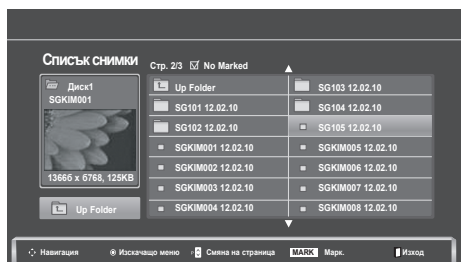 Списък снимки
Стр. 2/3 No Marked
Диск1
SGKIM001
13665 x 6768, 125KB
Up Folder
Up Folder
SG101 12.02.10
SG102 12.02.10
SGKIM001 12.02.10
SGKIM002 12.02.10
SGKIM003 12.02.10
SGKIM004 12.02.10
SG103 12.02.10
SG104 12.02.10
SG105 12.02.10
SGKIM005 12.02.10
SGKIM006 12.02.10
SGKIM007 12.02.10
SGKIM008 12.02.10
Навигация Изскачащо меню Смяна на страница MARK Марк. Изход